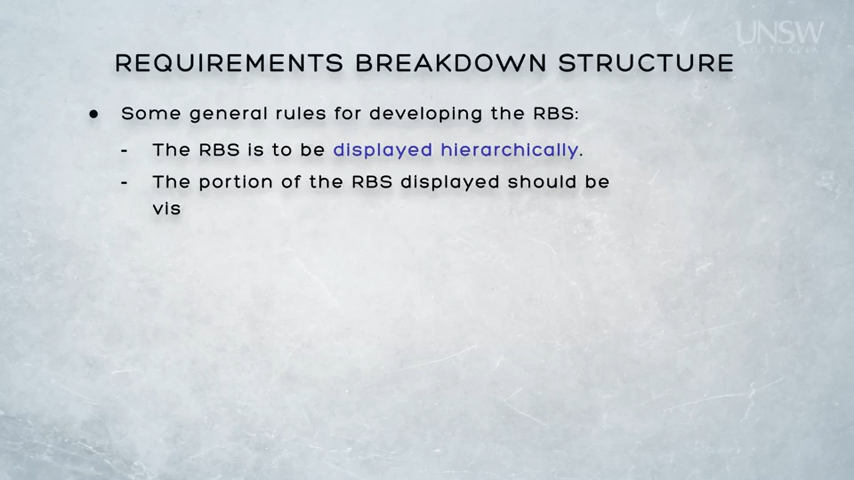 UNSW
AUSTRALIA
REQUIREMENTS BREAKDOWN STRUCTURE
• Some general rules for developing the RBS:
- The RBS is to be displayed hierarchically.
- The portion of the RBS displayed should be
vis